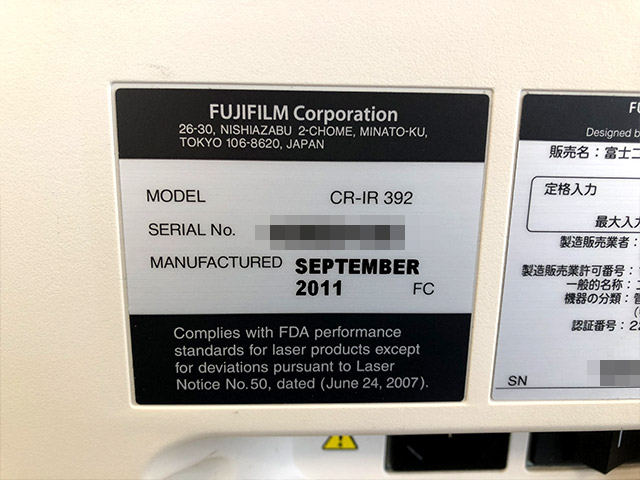 FUJIFILM Corporation
26-30, NISHIAZABU 2-CHOME, MINATO-KU,
TOKYO 106-8620, JAPAN
MODEL CR-IR 392
SERIAL No.
MANUFACTURED SEPTEMBER
2011 FC
Complies with FDA performance
standards for laser products except
for deviations pursuant to Laser
Notice No.50, dated (June 24, 2007).
FU
Designed b
販売名：富士
定格入力
最大入
製造販売業者：
製造販売業許可番号：
一般的名称：
機器の分類：管
認証番号：22
SN